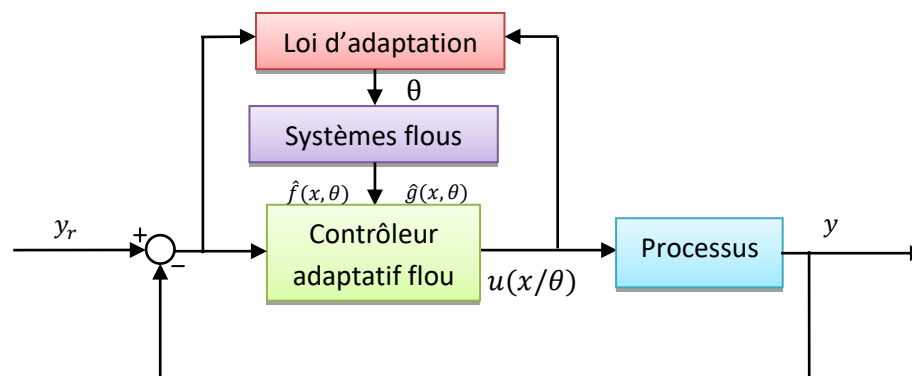 Loi d'adaptation
θ
Systèmes flous
f̂(x, θ) ĝ(x, θ)
y_r
+
−
Contrôleur
adaptatif flou
u(x/θ)
Processus
y